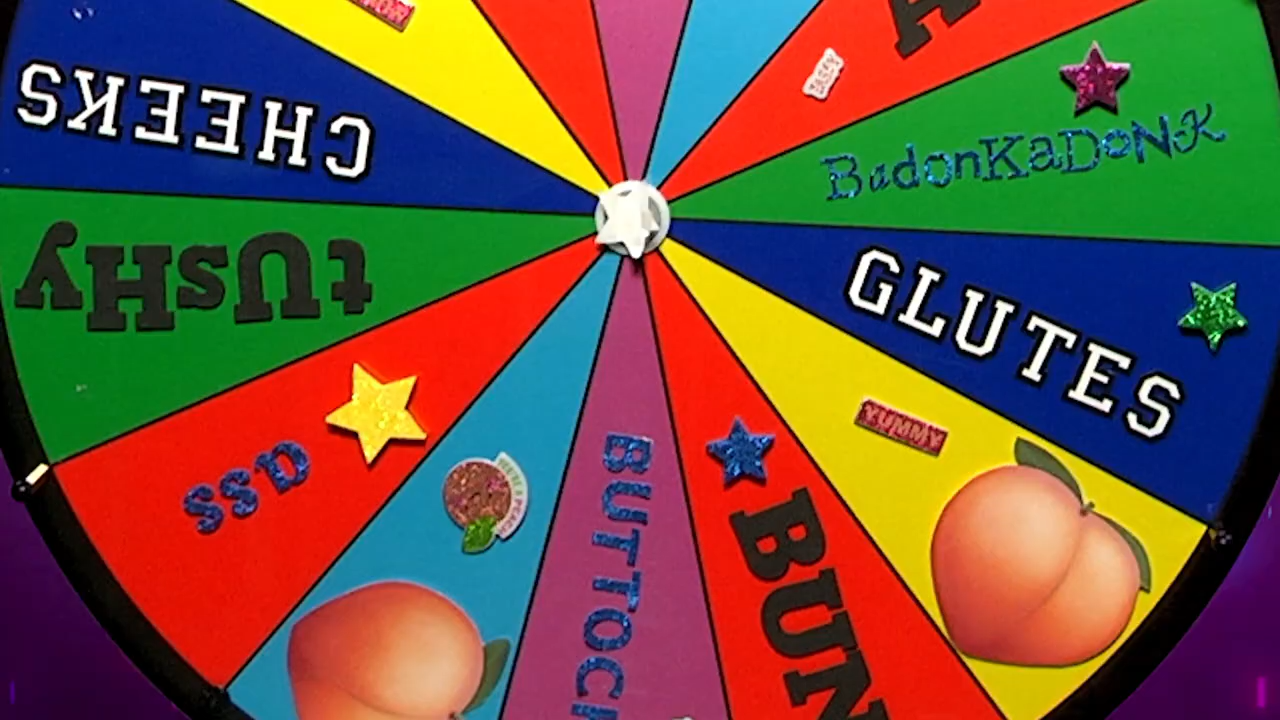 CHEEKS
BadonKaDoNK
tUsHy
GLUTES
YUMMY
ass
BUTTOC
BUN